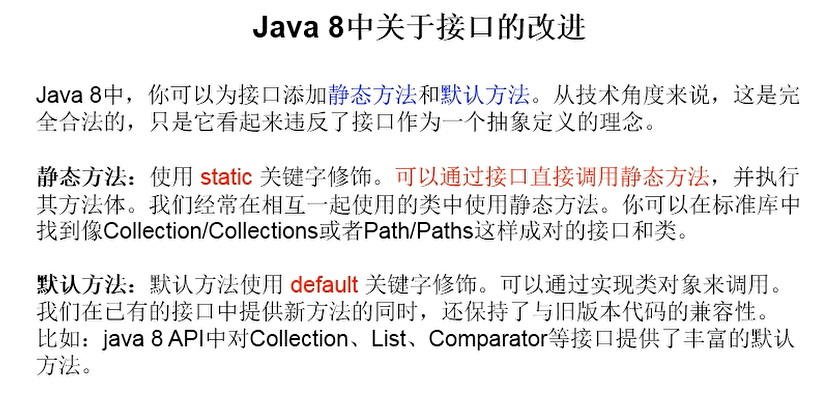 Java 8中关于接口的改进
Java 8中，你可以为接口添加静态方法和默认方法。从技术角度来说，这是完
全合法的，只是它看起来违反了接口作为一个抽象定义的理念。
静态方法：使用 static 关键字修饰。可以通过接口直接调用静态方法，并执行
其方法体。我们经常在相互一起使用的类中使用静态方法。你可以在标准库中
找到像Collection/Collections或者Path/Paths这样成对的接口和类。
默认方法：默认方法使用 default 关键字修饰。可以通过实现类对象来调用。
我们在已有的接口中提供新方法的同时，还保持了与旧版本代码的兼容性。
比如：java 8 API中对Collection、List、Comparator等接口提供了丰富的默认
方法。